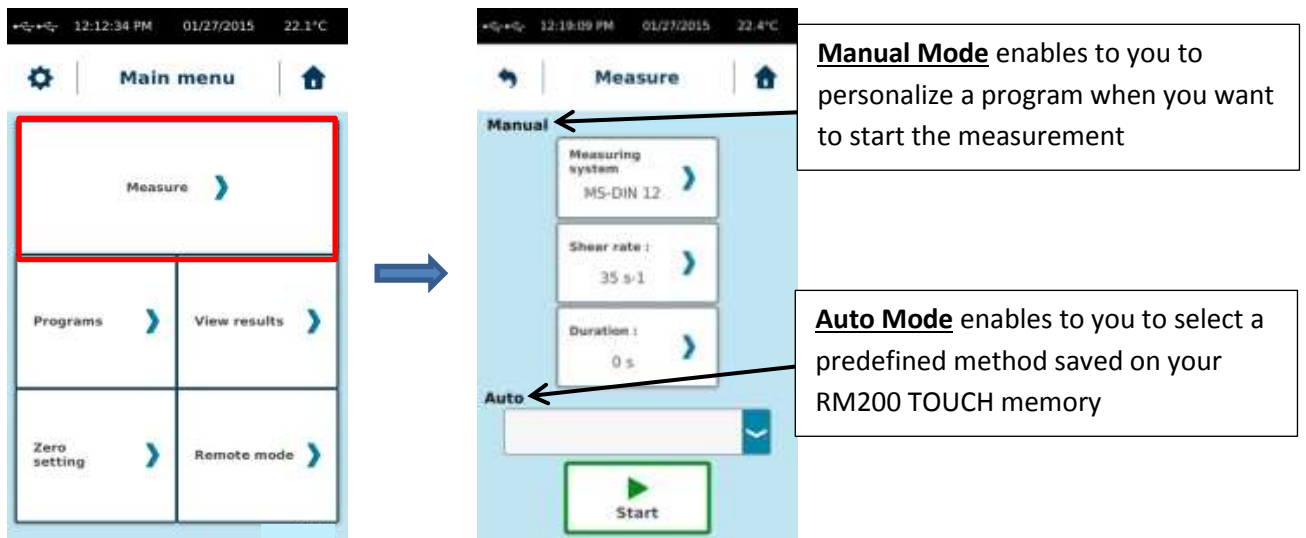 12:12:34 PM 01/27/2015 22.1°C
Main menu
Measure
Programs
View results
Zero
setting
Remote mode
12:19:09 PM 01/27/2015 22.4°C
Measure
Manual
Measuring
system
MS-DIN 12
Shear rate :
35 s-1
Duration :
0 s
Auto
Start
Manual Mode enables to you to
personalize a program when you want
to start the measurement
Auto Mode enables to you to select a
predefined method saved on your
RM200 TOUCH memory